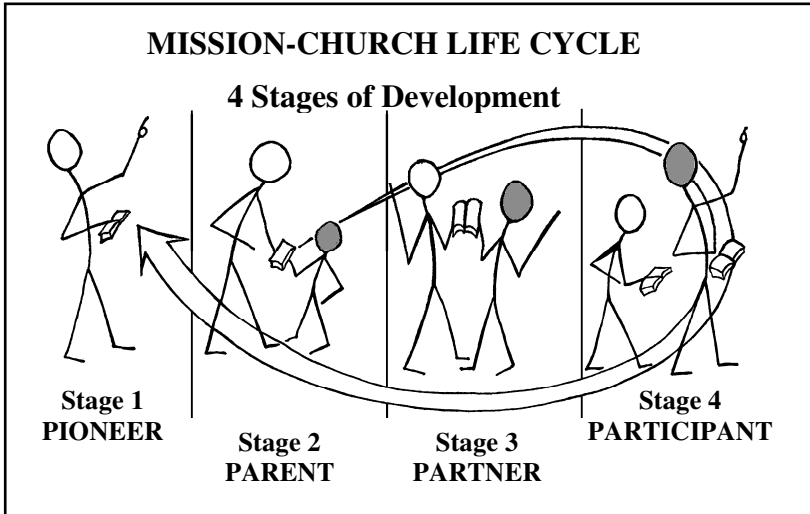 MISSION-CHURCH LIFE CYCLE
4 Stages of Development
Stage 1
PIONEER
Stage 2
PARENT
Stage 3
PARTNER
Stage 4
PARTICIPANT